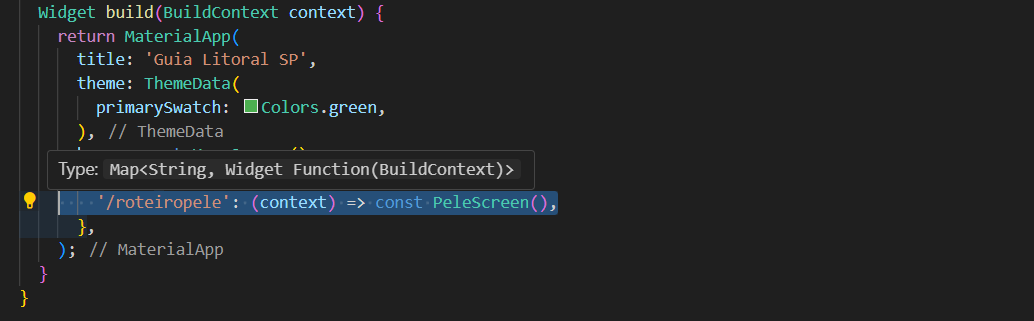 Widget build(BuildContext context) {
return MaterialApp(
title: 'Guia Litoral SP',
theme: ThemeData(
primarySwatch: Colors.green,
), // ThemeData
Type: Map<String, Widget Function(BuildContext)>
'/roteiropele': (context) => const PeleScreen(),
},
); // MaterialApp
}
}